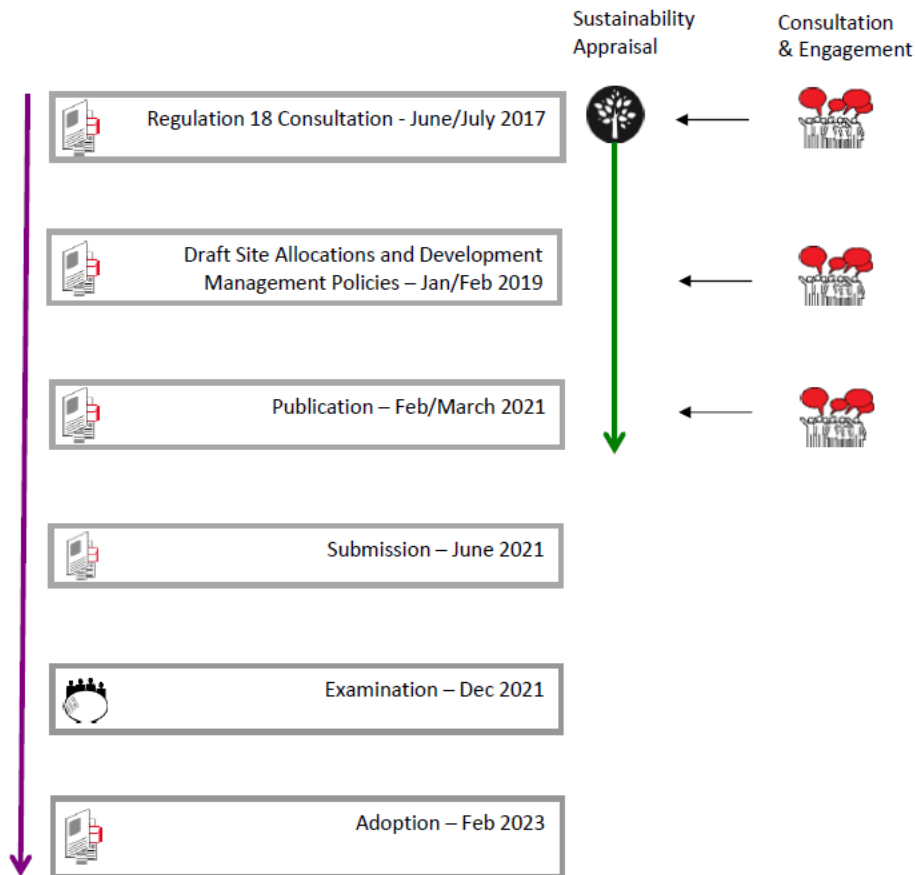 Sustainability
Appraisal
Consultation
& Engagement
Regulation 18 Consultation - June/July 2017
Draft Site Allocations and Development
Management Policies – Jan/Feb 2019
Publication – Feb/March 2021
Submission – June 2021
Examination – Dec 2021
Adoption – Feb 2023